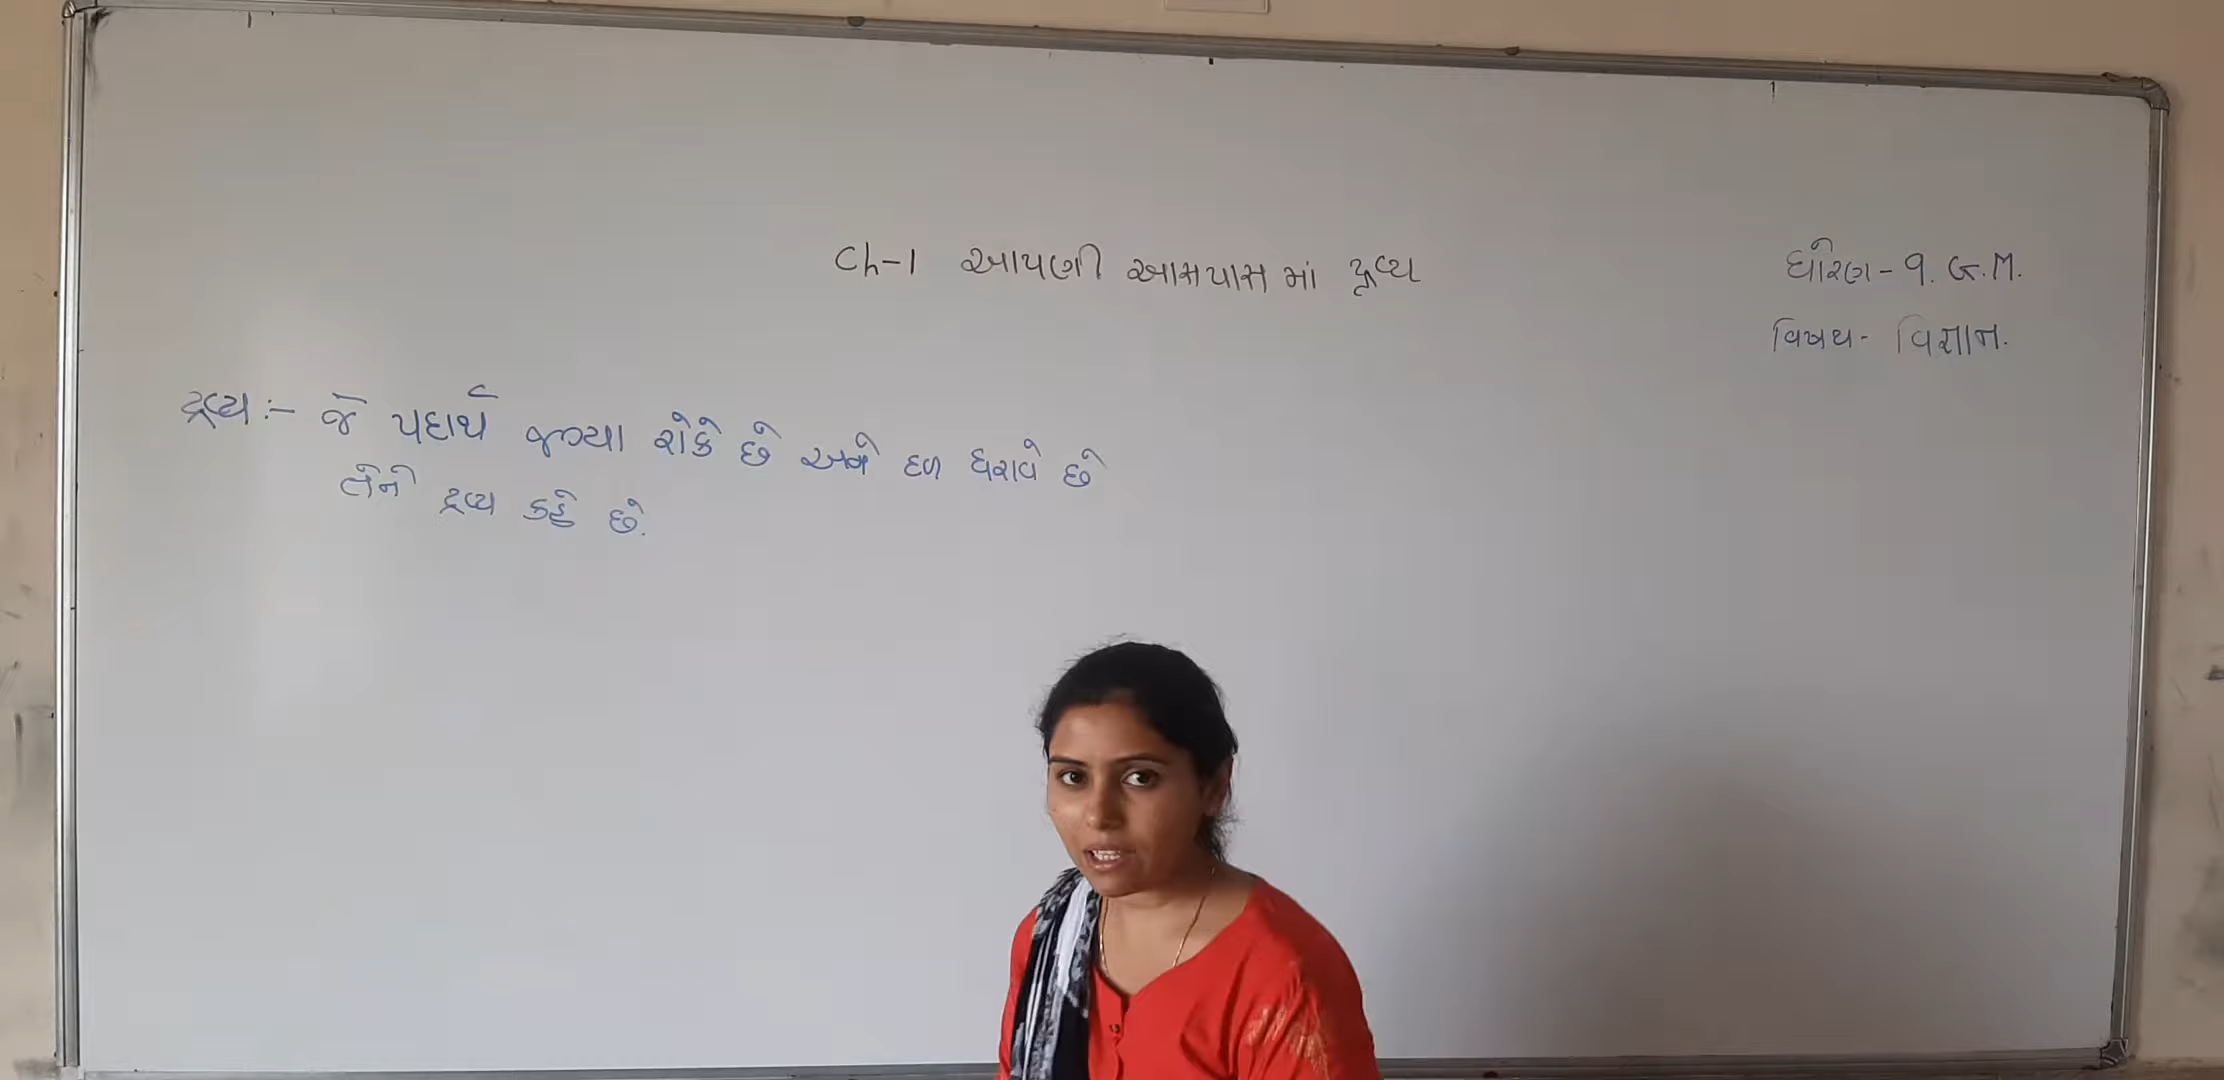 Ch-1 આપણી આસપાસ માં દ્રવ્ય
ધોરણ - 9. G.M.
વિષય - વિજ્ઞાન.
દ્રવ્ય :- જે પદાર્થ જગ્યા રોકે છે અને દળ ધરાવે છે
તેને દ્રવ્ય કહે છે.